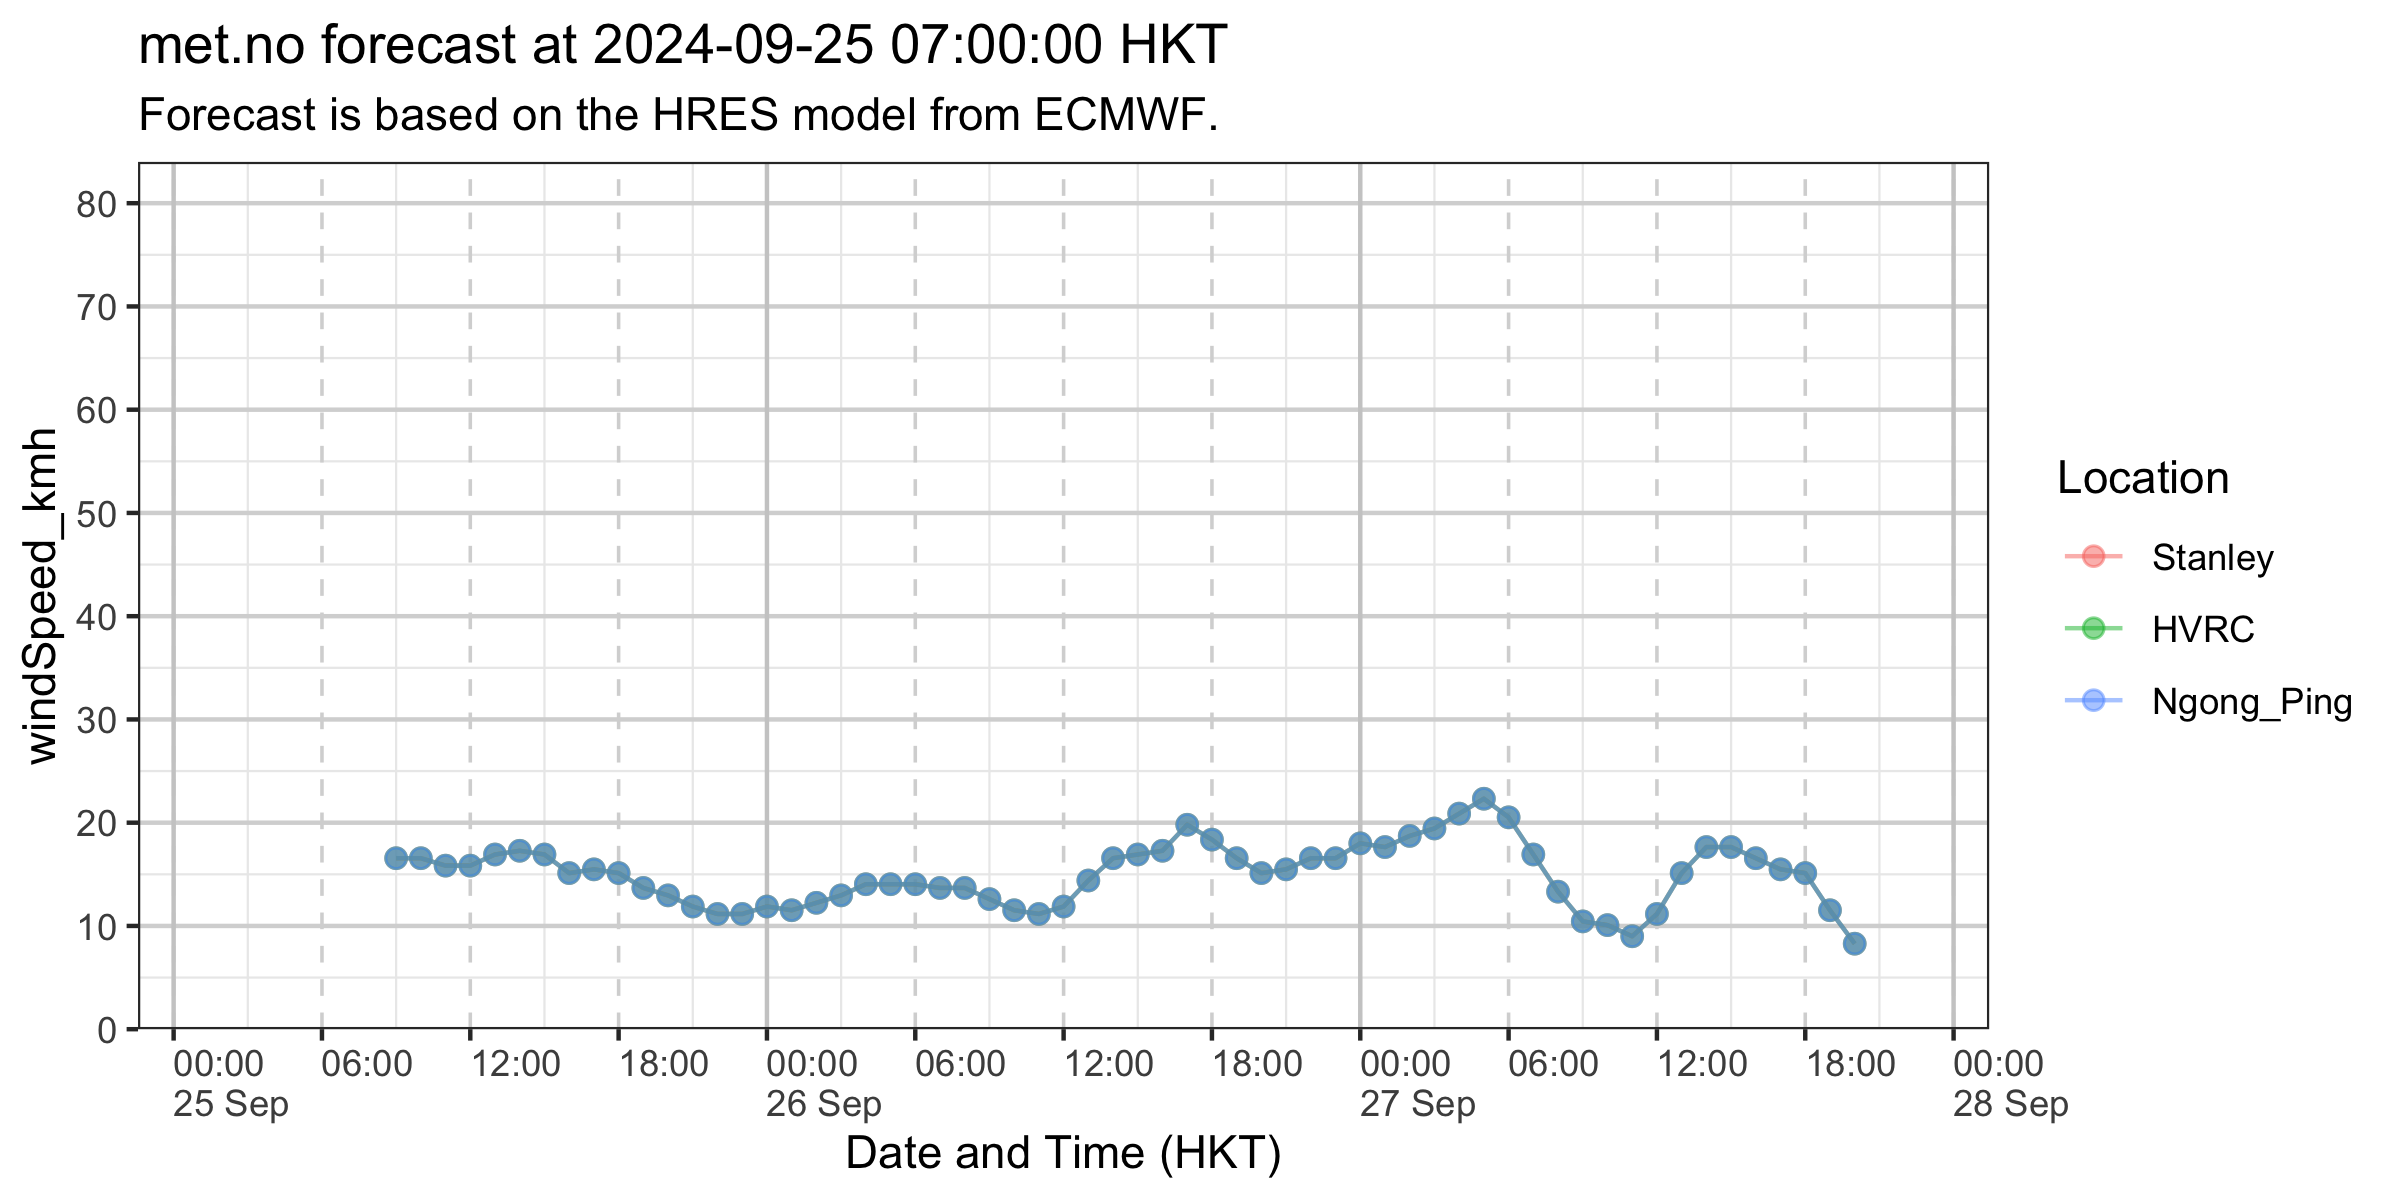 met.no forecast at 2024-09-25 07:00:00 HKT
Forecast is based on the HRES model from ECMWF.
windSpeed_kmh
80
70
60
50
40
30
20
10
0
00:00 06:00 12:00 18:00 00:00 06:00 12:00 18:00 00:00 06:00 12:00 18:00 00:00
25 Sep 26 Sep 27 Sep 28 Sep
Date and Time (HKT)
Location
Stanley
HVRC
Ngong_Ping